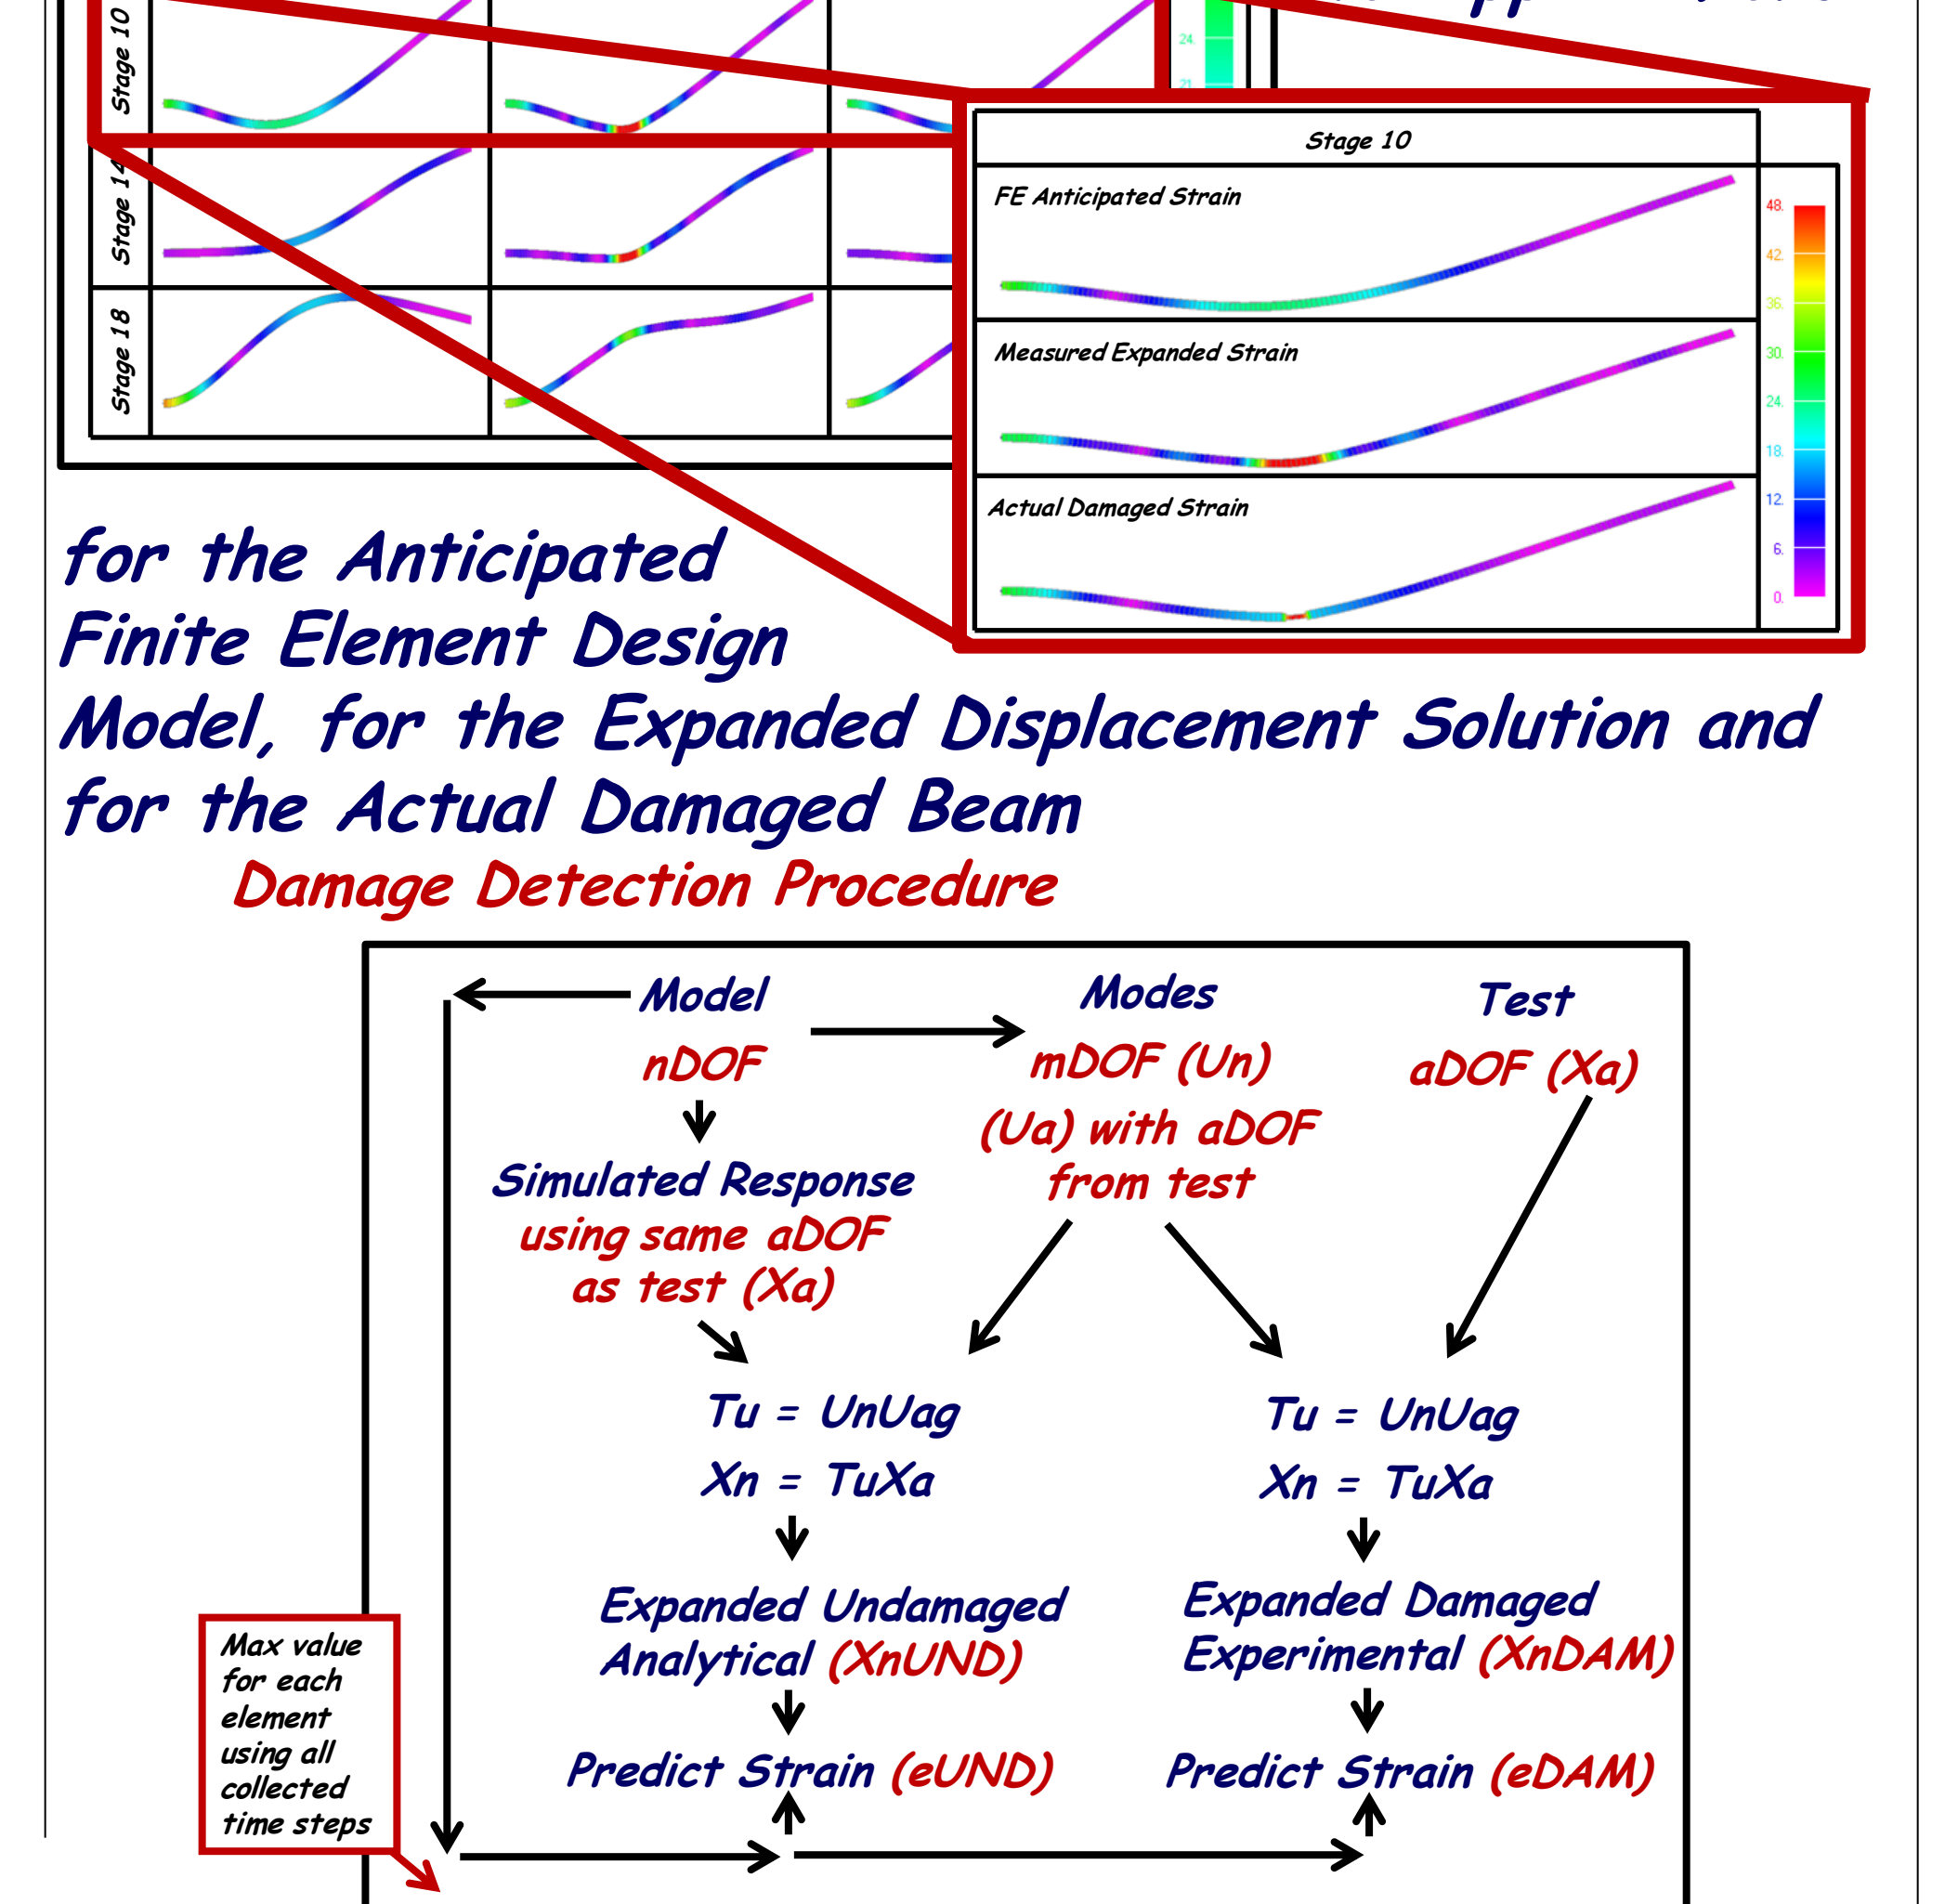 Stage 10
24.
21.
Stage 14
Stage 18
Stage 10
FE Anticipated Strain
Measured Expanded Strain
Actual Damaged Strain
48.
42.
36.
30.
24.
18.
12.
6.
0.
for the Anticipated
Finite Element Design
Model, for the Expanded Displacement Solution and
for the Actual Damaged Beam
Damage Detection Procedure
Model
nDOF
Modes
mDOF (Un)
(Ua) with aDOF
from test
Test
aDOF (Xa)
Simulated Response
using same aDOF
as test (Xa)
Tu = UnUag
Xn = TuXa
Tu = UnUag
Xn = TuXa
Expanded Undamaged
Analytical (XnUND)
Expanded Damaged
Experimental (XnDAM)
Predict Strain (eUND)
Predict Strain (eDAM)
Max value
for each
element
using all
collected
time steps